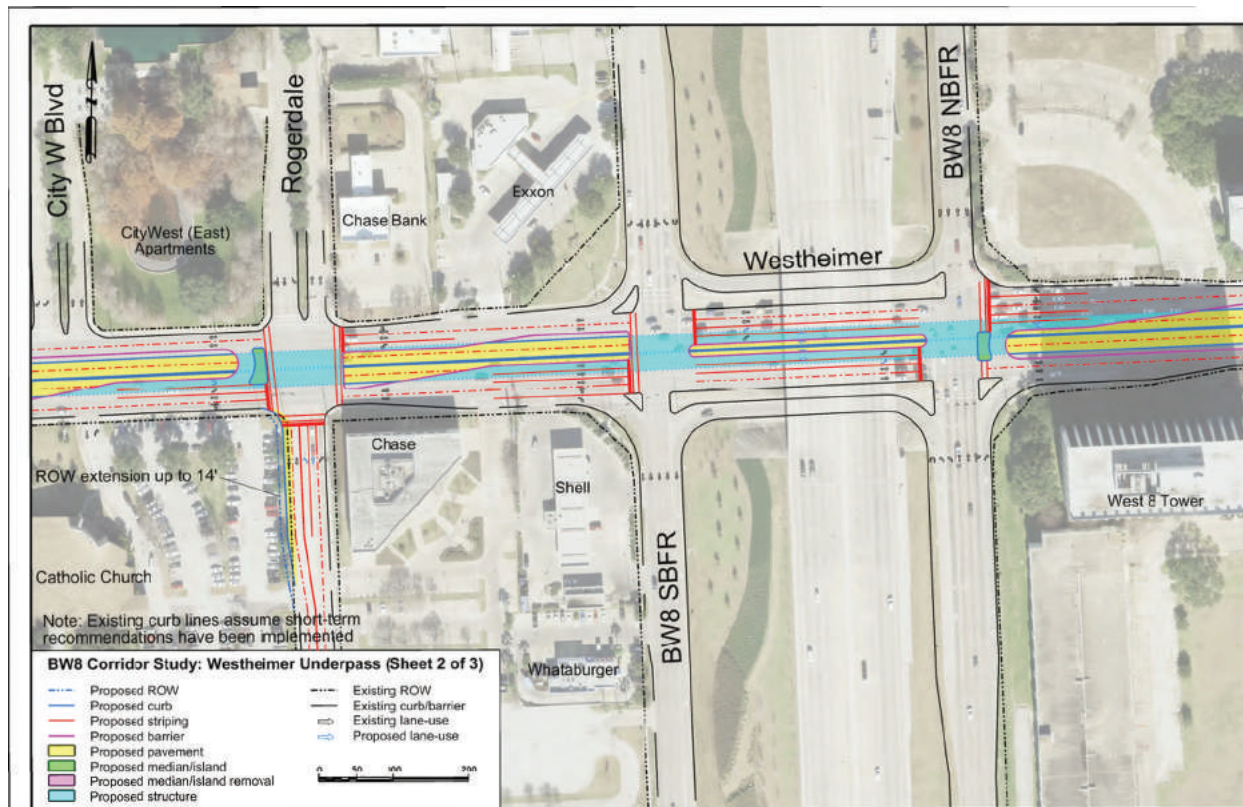 City W Blvd
Rogerdale
BW8 NBFR
CityWest (East)
Apartments
Chase Bank
Exxon
Westheimer
ROW extension up to 14'
Chase
Shell
West 8 Tower
Catholic Church
BW8 SBFR
Whataburger
Note: Existing curb lines assume short-term
recommendations have been implemented
BW8 Corridor Study: Westheimer Underpass (Sheet 2 of 3)
Proposed ROW
Proposed curb
Proposed striping
Proposed barrier
Proposed pavement
Proposed median/island
Proposed median/island removal
Proposed structure
Existing ROW
Existing curb/barrier
Existing lane-use
Proposed lane-use
0 50 100 200